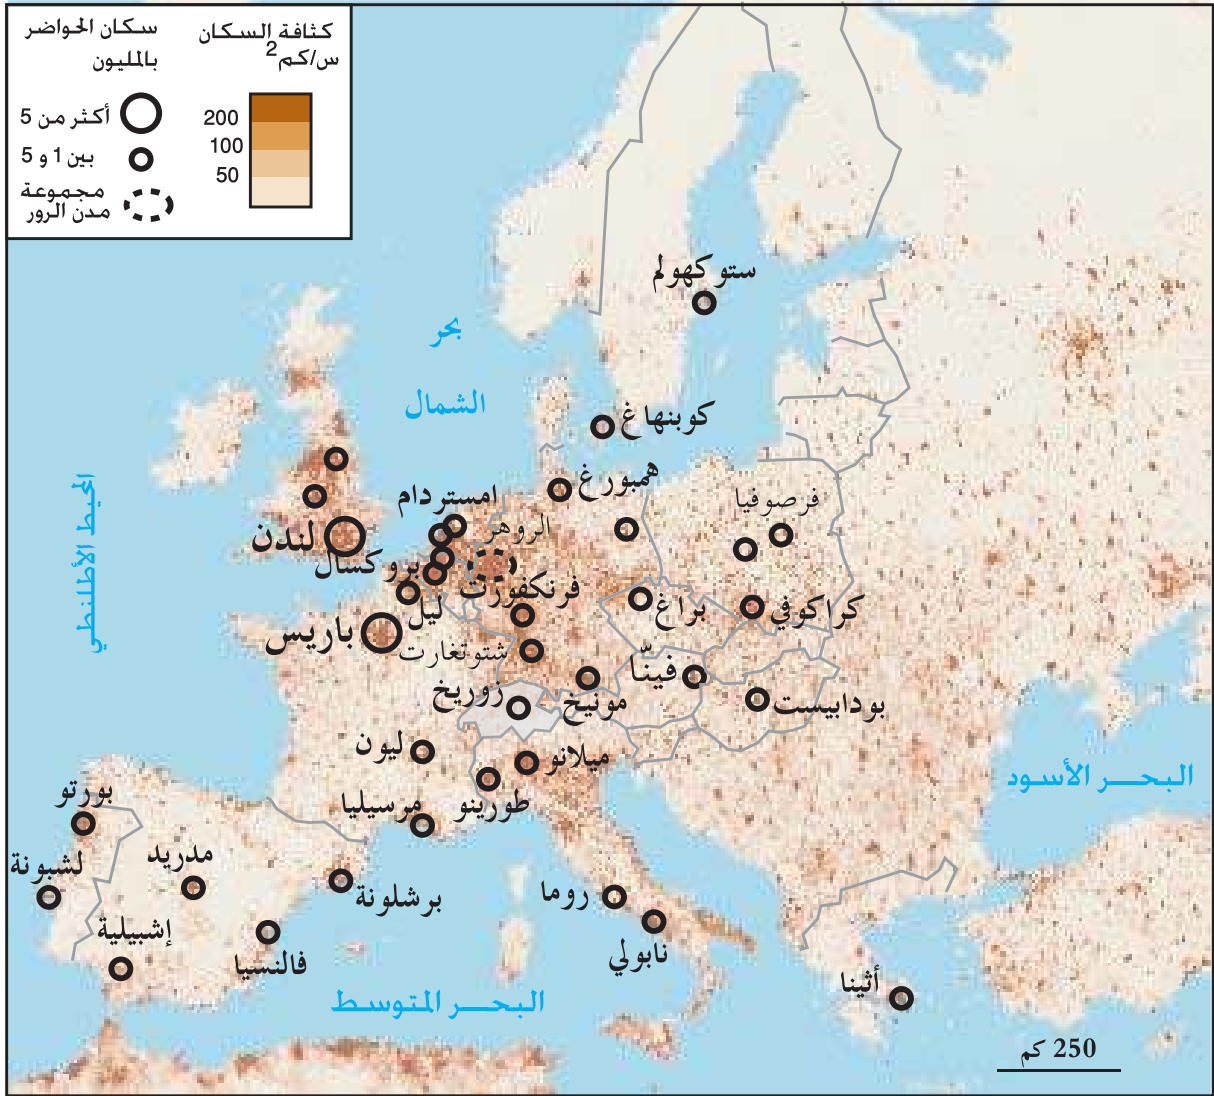 سكان الحواضر
بالمليون
أكثر من 5
بين 1 و 5
مجموعة
مدن الرور
كثافة السكان
س/كم2
200
100
50
ستوكهولم
بحر
الشمال
كوبنهاغ
همبورغ
امستردام
الروهر
فرصوفيا
لندن
بروكسال
فرنكفورت
ليل
براغ
كراكوفي
باريس
شتوتغارت
فينّا
زوريخ
مونيخ
بودابيست
ليون
ميلانو
طورينو
مرسيليا
بورتو
مدريد
لشبونة
برشلونة
إشبيلية
فالنسيا
روما
نابولي
أثينا
المحيط الأطلنطي
البحر الأسود
البحر المتوسط
250 كم